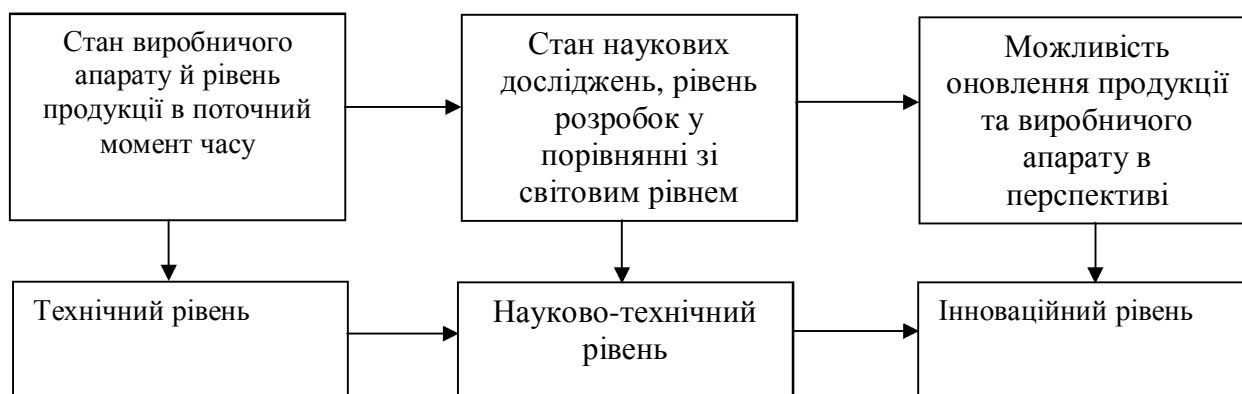 Стан виробничого
апарату й рівень
продукції в поточний
момент часу
Стан наукових
досліджень, рівень
розробок у
порівнянні зі
світовим рівнем
Можливість
оновлення продукції
та виробничого
апарату в
перспективі
Технічний рівень
Науково-технічний
рівень
Інноваційний рівень